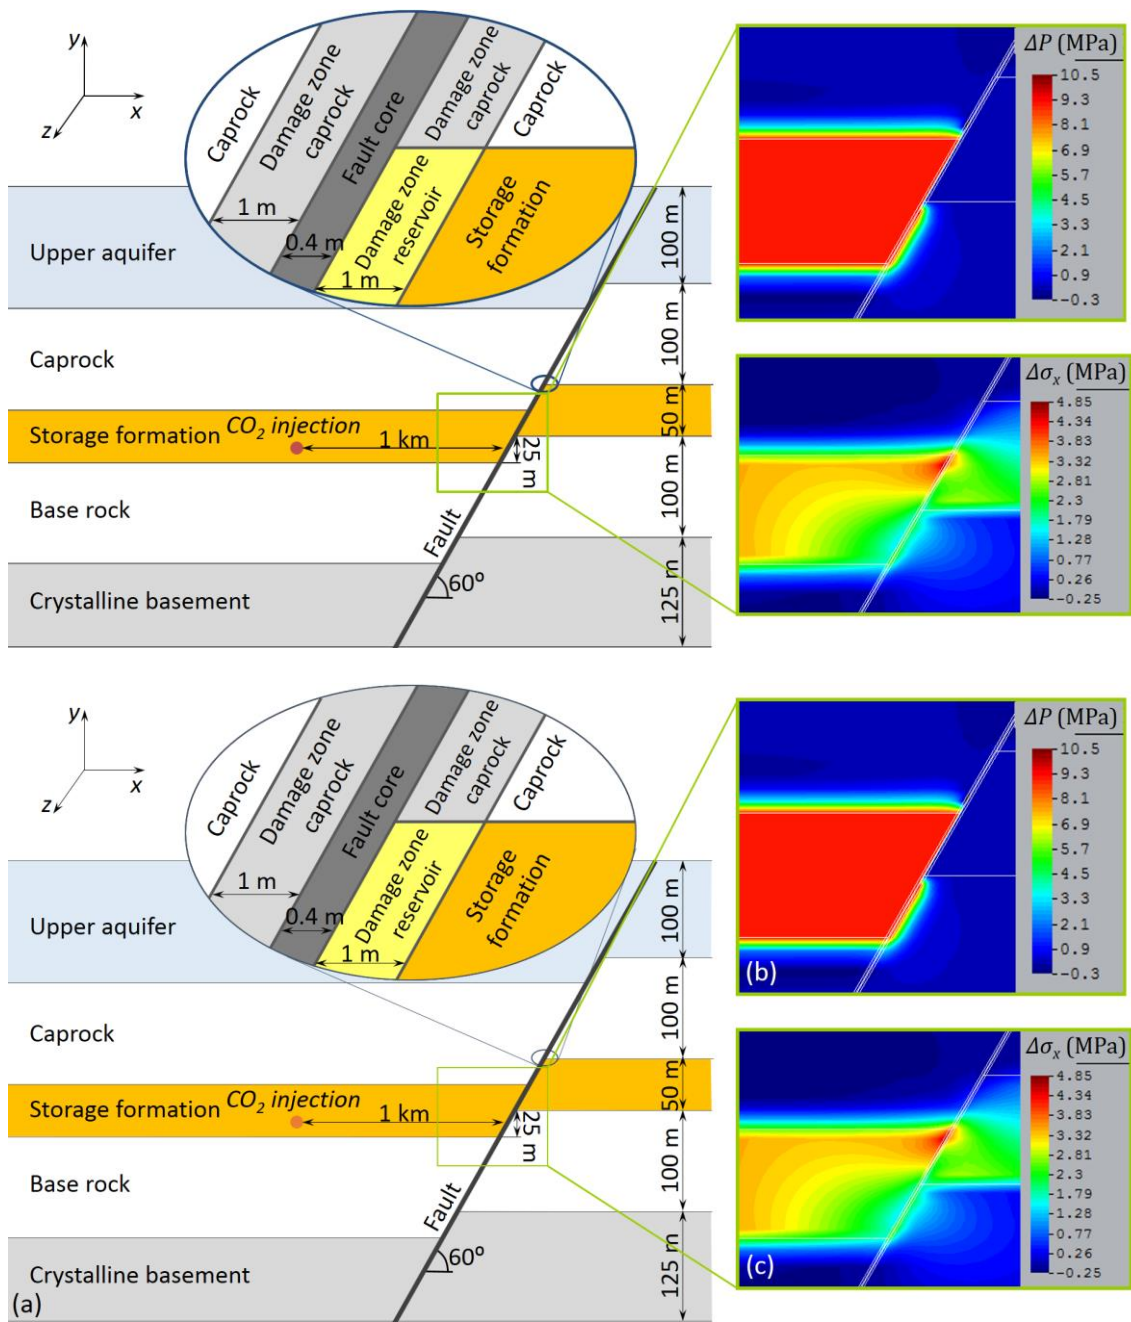 y
x
z
Caprock
Damage zone
caprock
Fault core
Damage zone
caprock
Caprock
1 m
0.4 m
1 m
Damage zone
reservoir
Storage
formation
Upper aquifer
Caprock
Storage formation
CO2 injection
1 km
25 m
Base rock
Fault
60º
Crystalline basement
100 m
100 m
50 m
100 m
125 m
ΔP (MPa)
10.5
9.3
8.1
6.9
5.7
4.5
3.3
2.1
0.9
-0.3
Δσx (MPa)
4.85
4.34
3.83
3.32
2.81
2.30
1.79
1.28
0.77
0.26
-0.25
y
x
z
Caprock
Damage zone
caprock
Fault core
Damage zone
caprock
Caprock
1 m
0.4 m
1 m
Damage zone
reservoir
Storage
formation
Upper aquifer
Caprock
Storage formation
CO2 injection
1 km
25 m
Base rock
Fault
60º
Crystalline basement
(a)
100 m
100 m
50 m
100 m
125 m
ΔP (MPa)
10.5
9.3
8.1
6.9
5.7
4.5
3.3
2.1
0.9
-0.3
(b)
Δσx (MPa)
4.85
4.34
3.83
3.32
2.81
2.30
1.79
1.28
0.77
0.26
-0.25
(c)